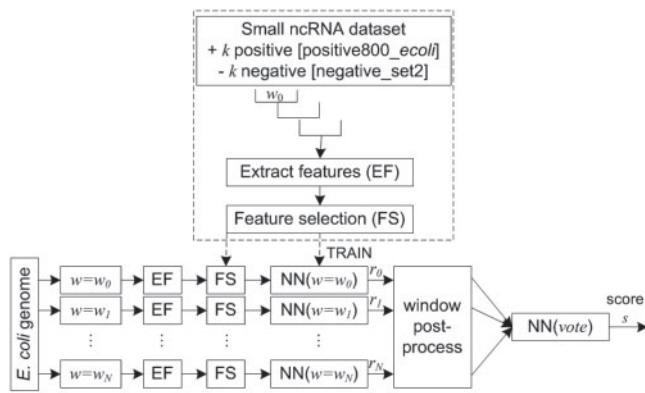 Small ncRNA dataset
+ k positive [positive800_ecoli]
- k negative [negative_set2]
w0
Extract features (EF)
Feature selection (FS)
TRAIN
E. coli genome
w=w0 EF FS NN(w=w0) r0
w=w1 EF FS NN(w=w1) r1
⋮ ⋮ ⋮ ⋮
w=wN EF FS NN(w=wN) rN
window
post-
process
NN(vote)
score
s